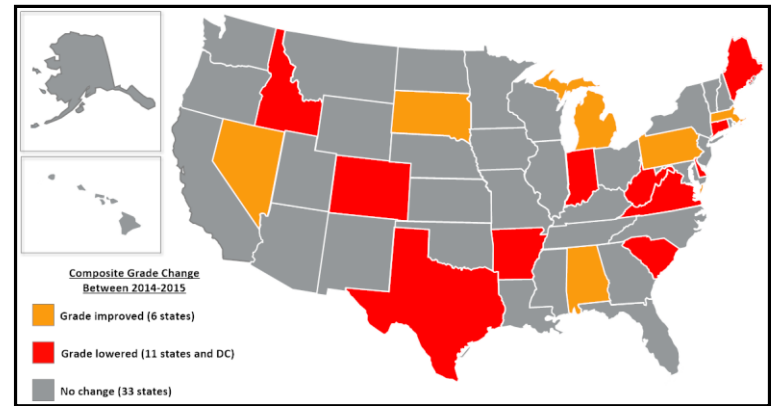 Composite Grade Change
Between 2014-2015
Grade improved (6 states)
Grade lowered (11 states and DC)
No change (33 states)